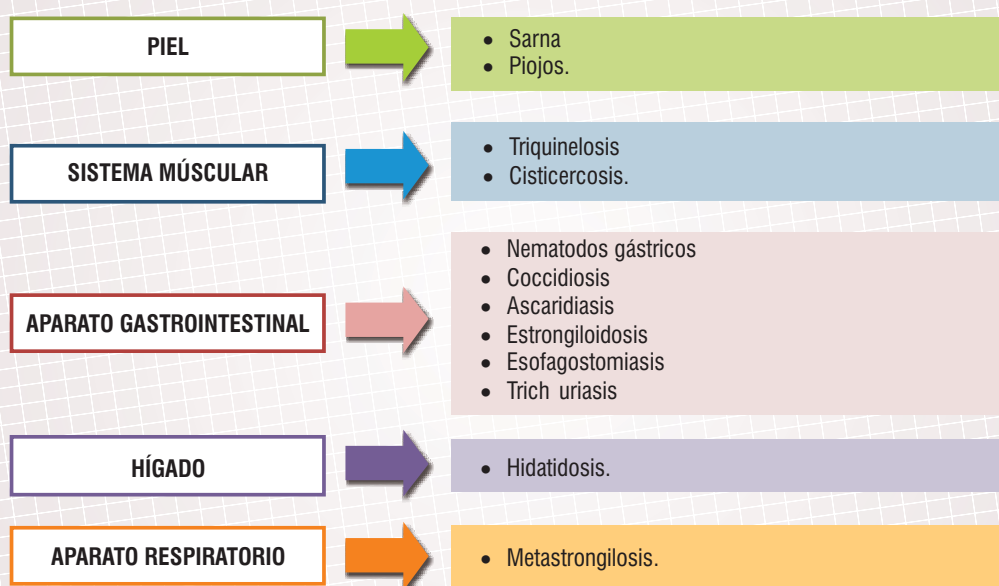 PIEL
• Sarna
• Piojos.
SISTEMA MÚSCULAR
• Triquinelosis
• Cisticercosis.
APARATO GASTROINTESTINAL
• Nematodos gástricos
• Coccidiosis
• Ascaridiasis
• Estrongiloidosis
• Esofagostomiasis
• Trich uriasis
HÍGADO
• Hidatidosis.
APARATO RESPIRATORIO
• Metastrongilosis.